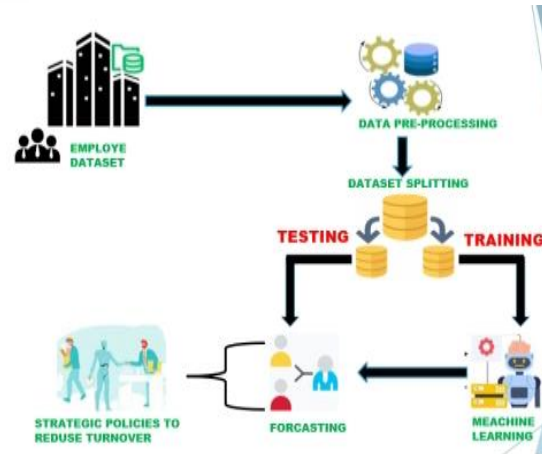 EMPLOYE
DATASET
DATA PRE-PROCESSING
DATASET SPLITTING
TESTING
TRAINING
STRATEGIC POLICIES TO
REDUSE TURNOVER
FORCASTING
MEACHINE
LEARNING